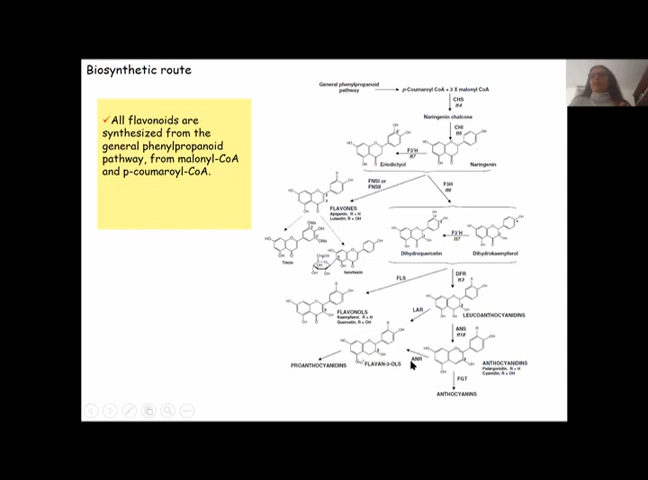 Biosynthetic route
✓All flavonoids are
synthesized from the
general phenylpropanoid
pathway, from malonyl-CoA
and p-coumaroyl-CoA.
General phenylpropanoid
pathway
p-Coumaroyl CoA + 3 X malonyl CoA
CHS
Naringenin chalcone
CHI
F3'H
Eriodictyol
Naringenin
FNSI or
FNSII
F3H
FLAVONES
Apigenin, R = H
Luteolin, R = OH
Tricin
Isovitexin
F3'H
Dihydroquercetin
Dihydrokaempferol
FLS
DFR
FLAVONOLS
Kaempferol, R = H
Quercetin, R = OH
LAR
LEUCOANTHOCYANIDINS
ANS
ANR
PROANTHOCYANIDINS
FLAVAN-3-OLS
ANTHOCYANIDINS
Pelargonidin, R = H
Cyanidin, R = OH
FGT
ANTHOCYANINS